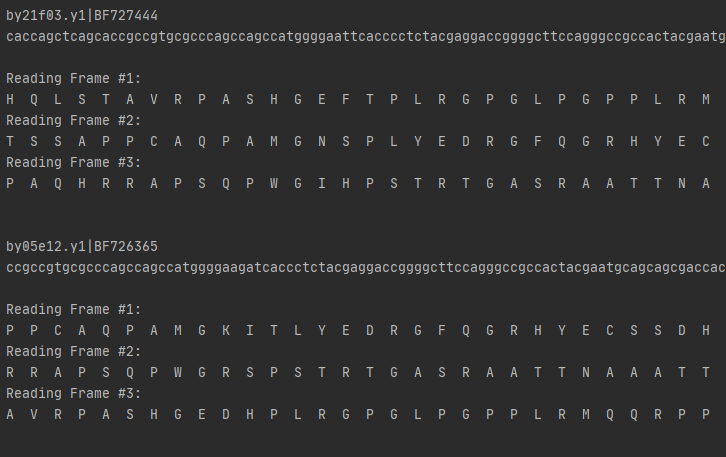 by21f03.y1|BF727444
caccagctcagcaccgccgtgcgcccagccagccatggggaattcacccctctacgaggaccggggcttccagggccgccactacgaatg
Reading Frame #1:
H Q L S T A V R P A S H G E F T P L R G P G L P G P P L R M
Reading Frame #2:
T S S A P P C A Q P A M G N S P L Y E D R G F Q G R H Y E C
Reading Frame #3:
P A Q H R R A P S Q P W G I H P S T R T G A S R A A T T N A
by05e12.y1|BF726365
ccgccgtgcgcccagccagccatggggaagatcaccctctacgaggaccggggcttccagggccgccactacgaatgcagcagcgaccac
Reading Frame #1:
P P C A Q P A M G K I T L Y E D R G F Q G R H Y E C S S D H
Reading Frame #2:
R R A P S Q P W G R S P S T R T G A S R A A T T N A A A T T
Reading Frame #3:
A V R P A S H G E D H P L R G P G L P G P P L R M Q Q R P P